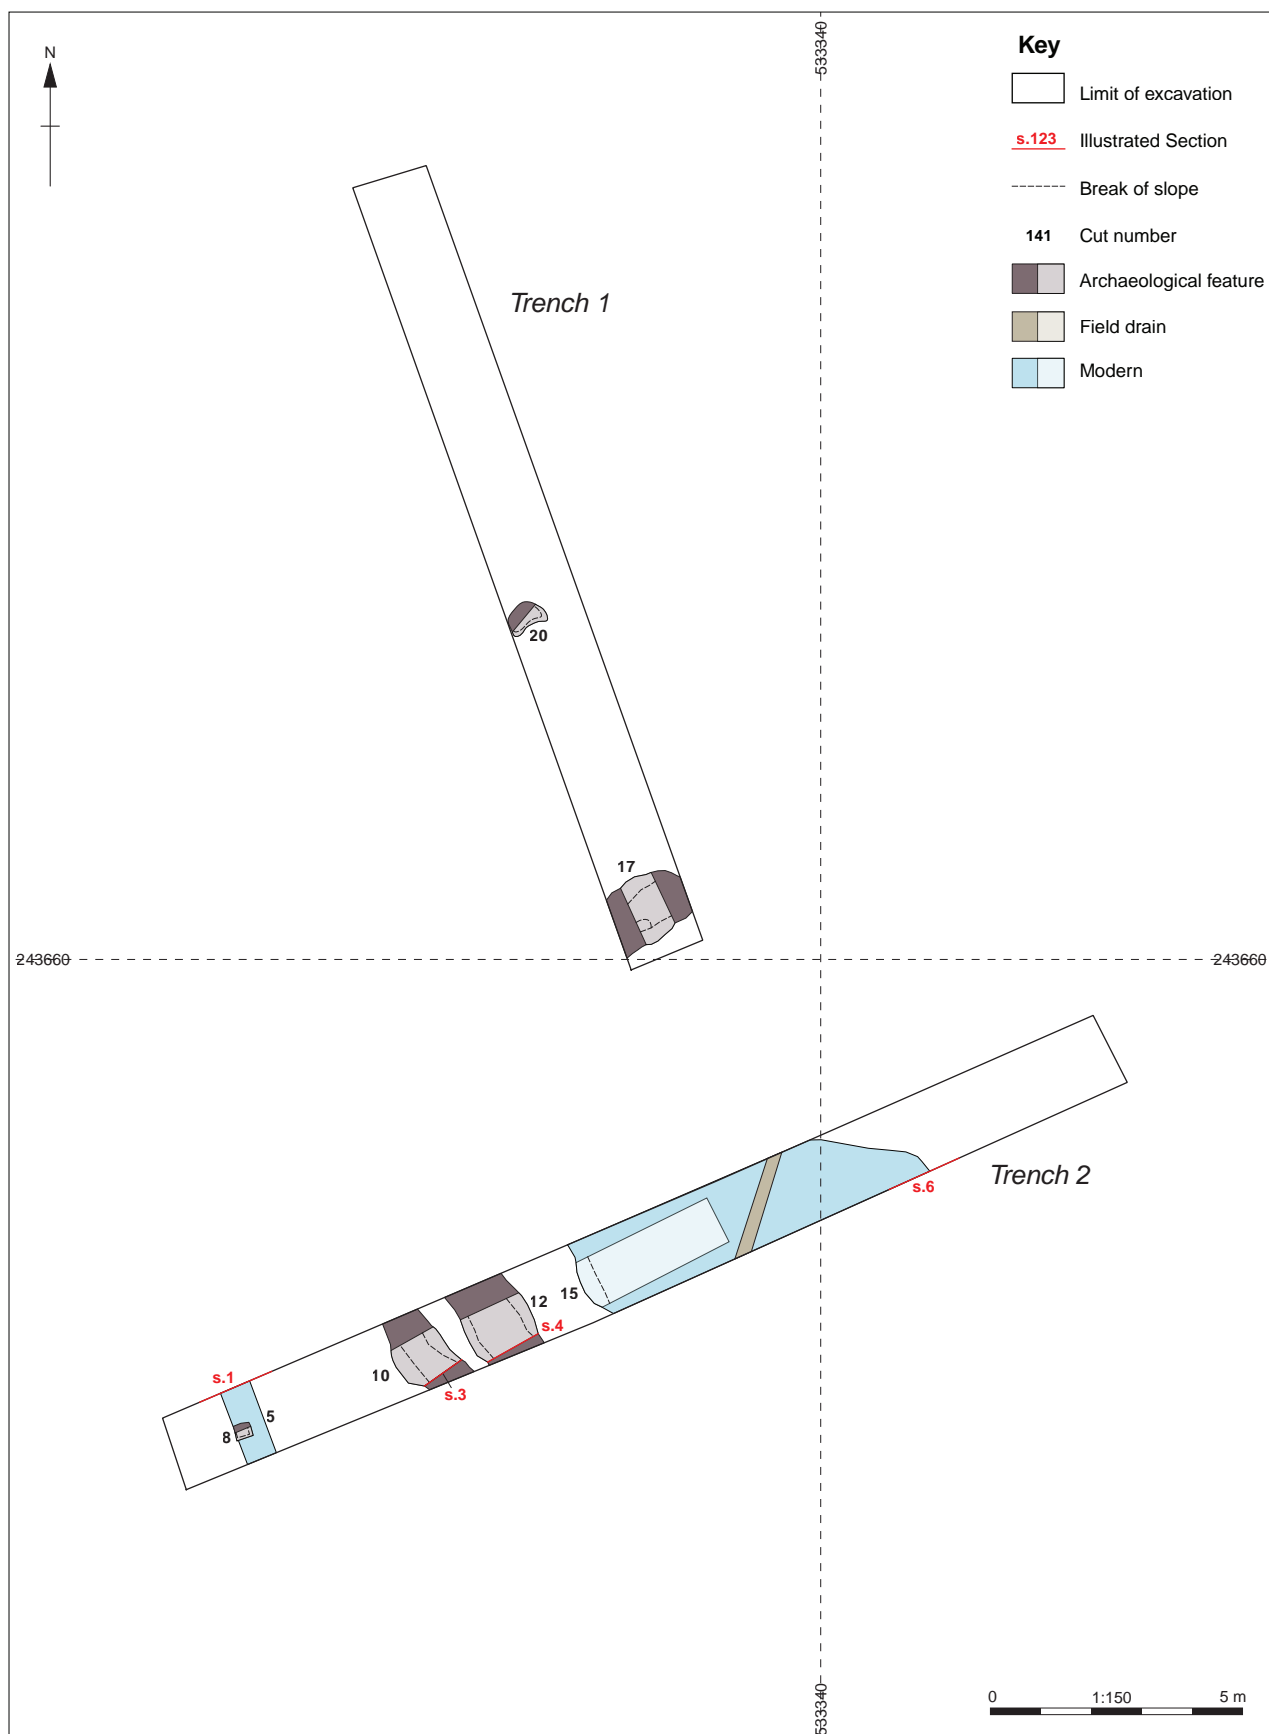 533340
N
Key
Limit of excavation
s.123 Illustrated Section
Break of slope
141 Cut number
Archaeological feature
Field drain
Modern
Trench 1
20
17
243660 243660
Trench 2
s.6
15
12
s.4
10
s.3
s.1
5
8
533340
0 1:150 5 m